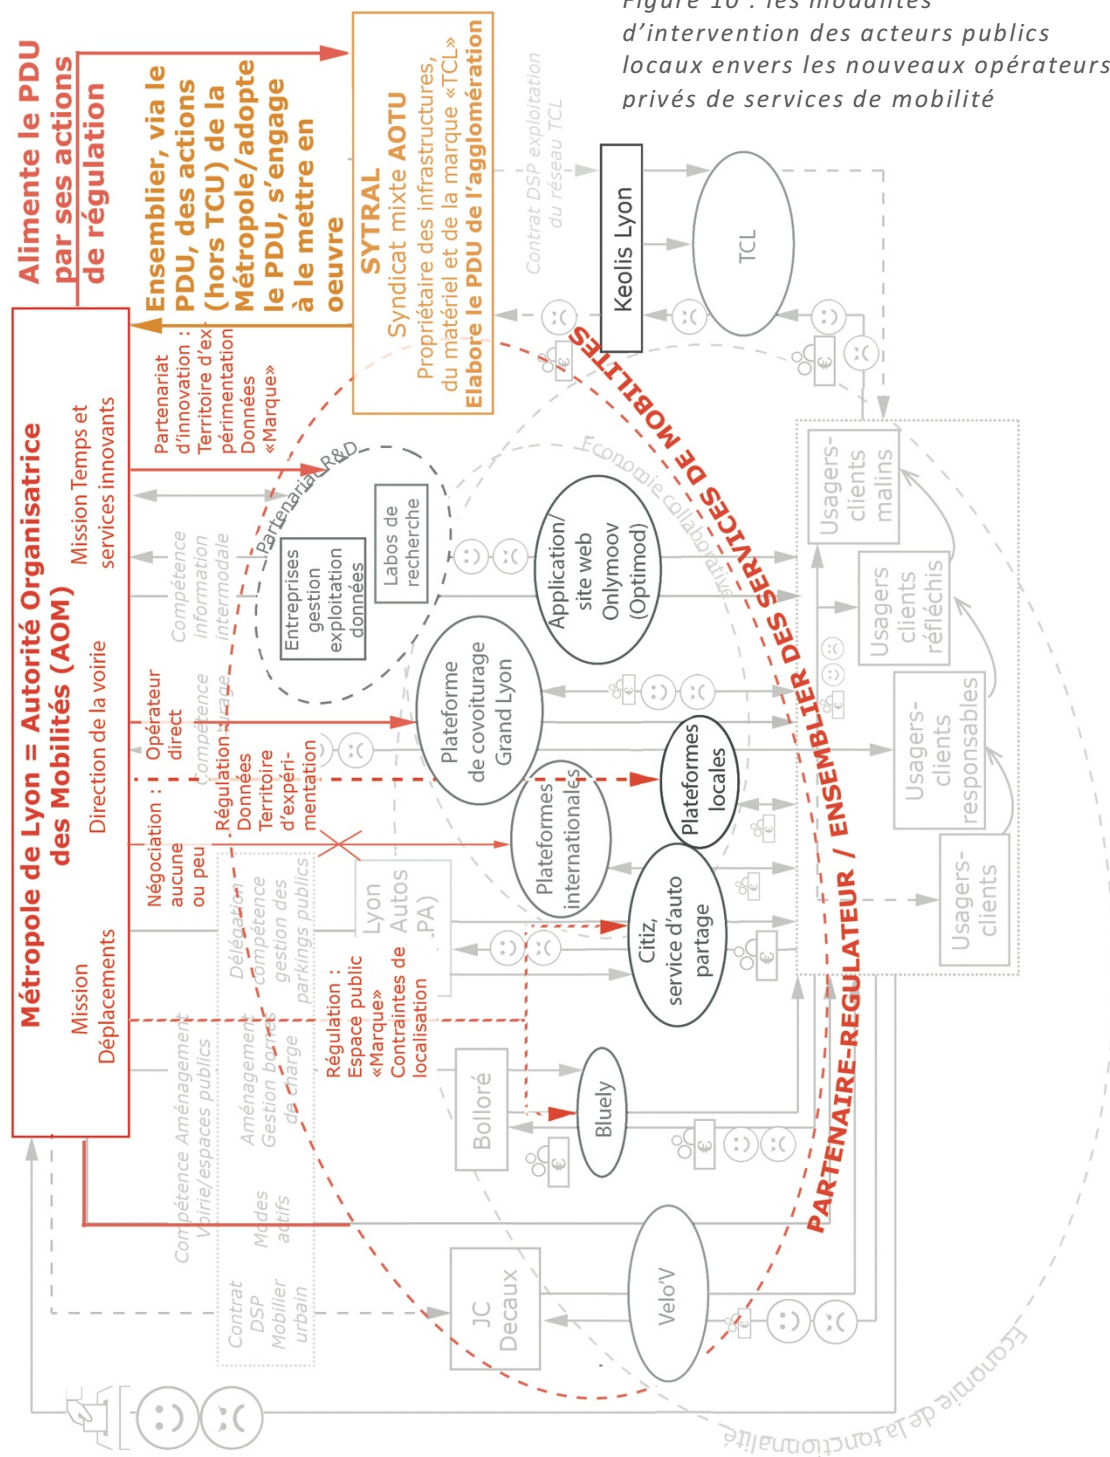 Figure 10 : les modalités
d’intervention des acteurs publics
locaux envers les nouveaux opérateurs
privés de services de mobilité
Alimente le PDU
par ses actions
de régulation
Ensemblier, via le
PDU, des actions
(hors TCU) de la
Métropole/adopte
le PDU, s’engage
à le mettre en
oeuvre
SYTRAL
Syndicat mixte AOTU
Propriétaire des infrastructures,
du matériel et de la marque «TCL»
Elabore le PDU de l’agglomération
Contrat DSP exploitation
du réseau TCL
Keolis Lyon
TCL
Métropole de Lyon = Autorité Organisatrice
des Mobilités (AOM)
Mission Temps et
services innovants
Direction de la voirie
Mission
Déplacements
Partenariat
d’innovation :
Territoire d’ex-
périmentation
Données
«Marque»
Compétence
information
intermodale
Partenariat R&D
Entreprises
gestion
exploitation
données
Labos de
recherche
Economie collaborative
Application/
site web
Onlymoov
(Optimod)
Opérateur
direct
Compétence
Plateforme
de covoiturage
Grand Lyon
Régulation
Données
Territoire
d’expéri-
mentation
Plateformes
locales
Négociation :
aucune
ou peu
Plateformes
internationales
Délégation
compétence
gestion des
parkings publics
Lyon
Autos
PA)
Citiz,
service d’auto
partage
Régulation :
Espace public
«Marque»
Contraintes de
localisation
Compétence Aménagement
Voirie/espaces publics
Aménagement
Gestion bornes
de charge
Modes
actifs
Contrat
DSP
Mobilier
urbain
Bolloré
Bluely
JC
Decaux
Velo’V
PARTENAIRE-REGULATEUR / ENSEMBLIER DES SERVICES DE MOBILITES
Usagers-
clients
malins
Usagers
clients
réfléchis
Usagers-
clients
responsables
Usagers-
clients
Economie de la fonctionnalité
€
€
€
€
€
€
€
€
€
€